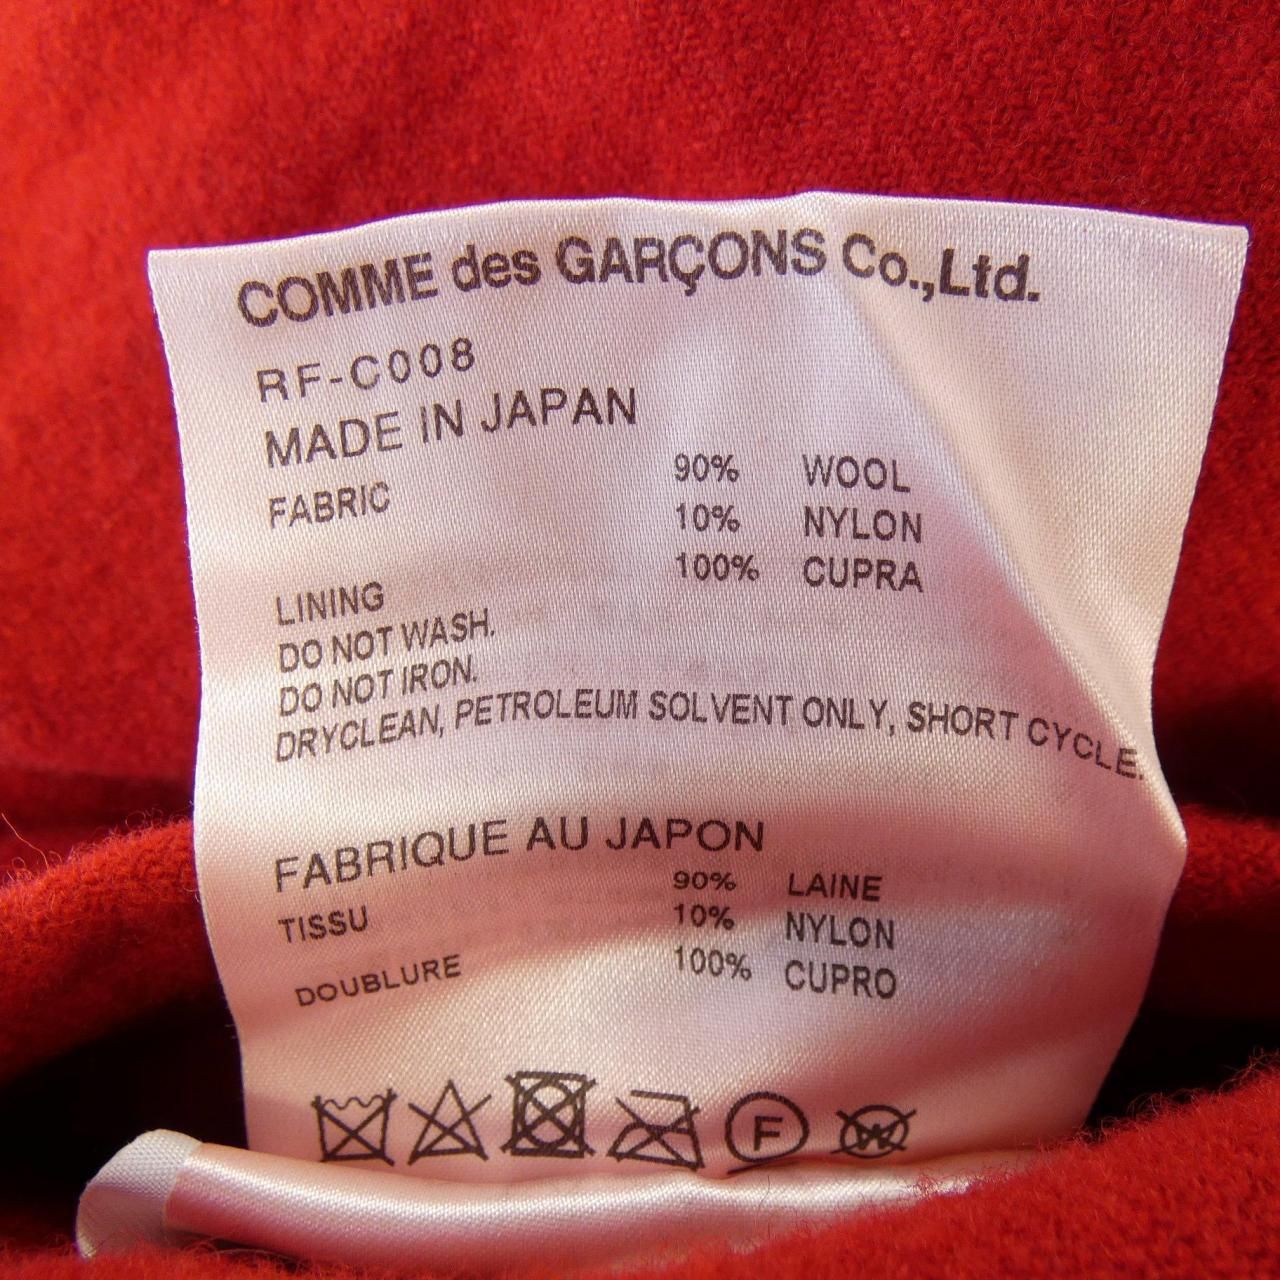 COMME des GARÇONS Co.,Ltd.
RF-C008
MADE IN JAPAN
FABRIC 90% WOOL
10% NYLON
LINING 100% CUPRA
DO NOT WASH.
DO NOT IRON.
DRYCLEAN, PETROLEUM SOLVENT ONLY, SHORT CYCLE.
FABRIQUE AU JAPON
TISSU 90% LAINE
10% NYLON
DOUBLURE 100% CUPRO
F W